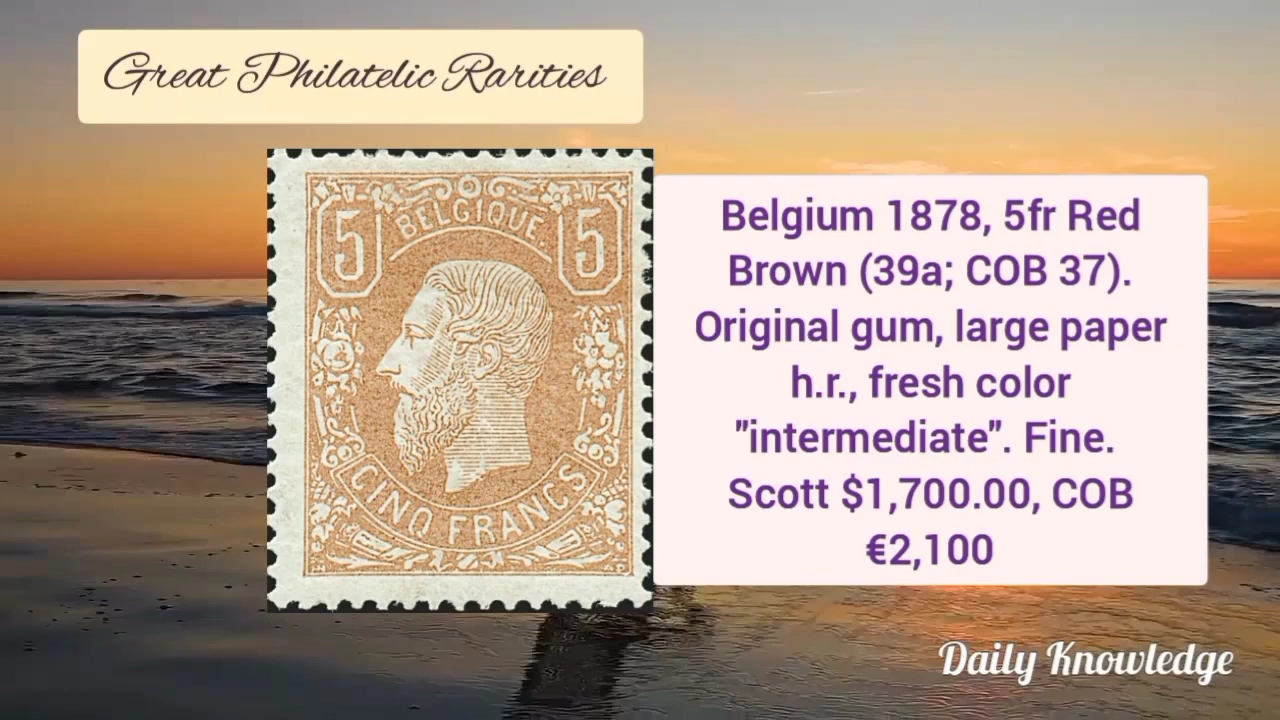 Great Philatelic Rarities
5 BELGIQUE. 5
CINQ FRANCS
Belgium 1878, 5fr Red
Brown (39a; COB 37).
Original gum, large paper
h.r., fresh color
"intermediate". Fine.
Scott $1,700.00, COB
€2,100
Daily Knowledge